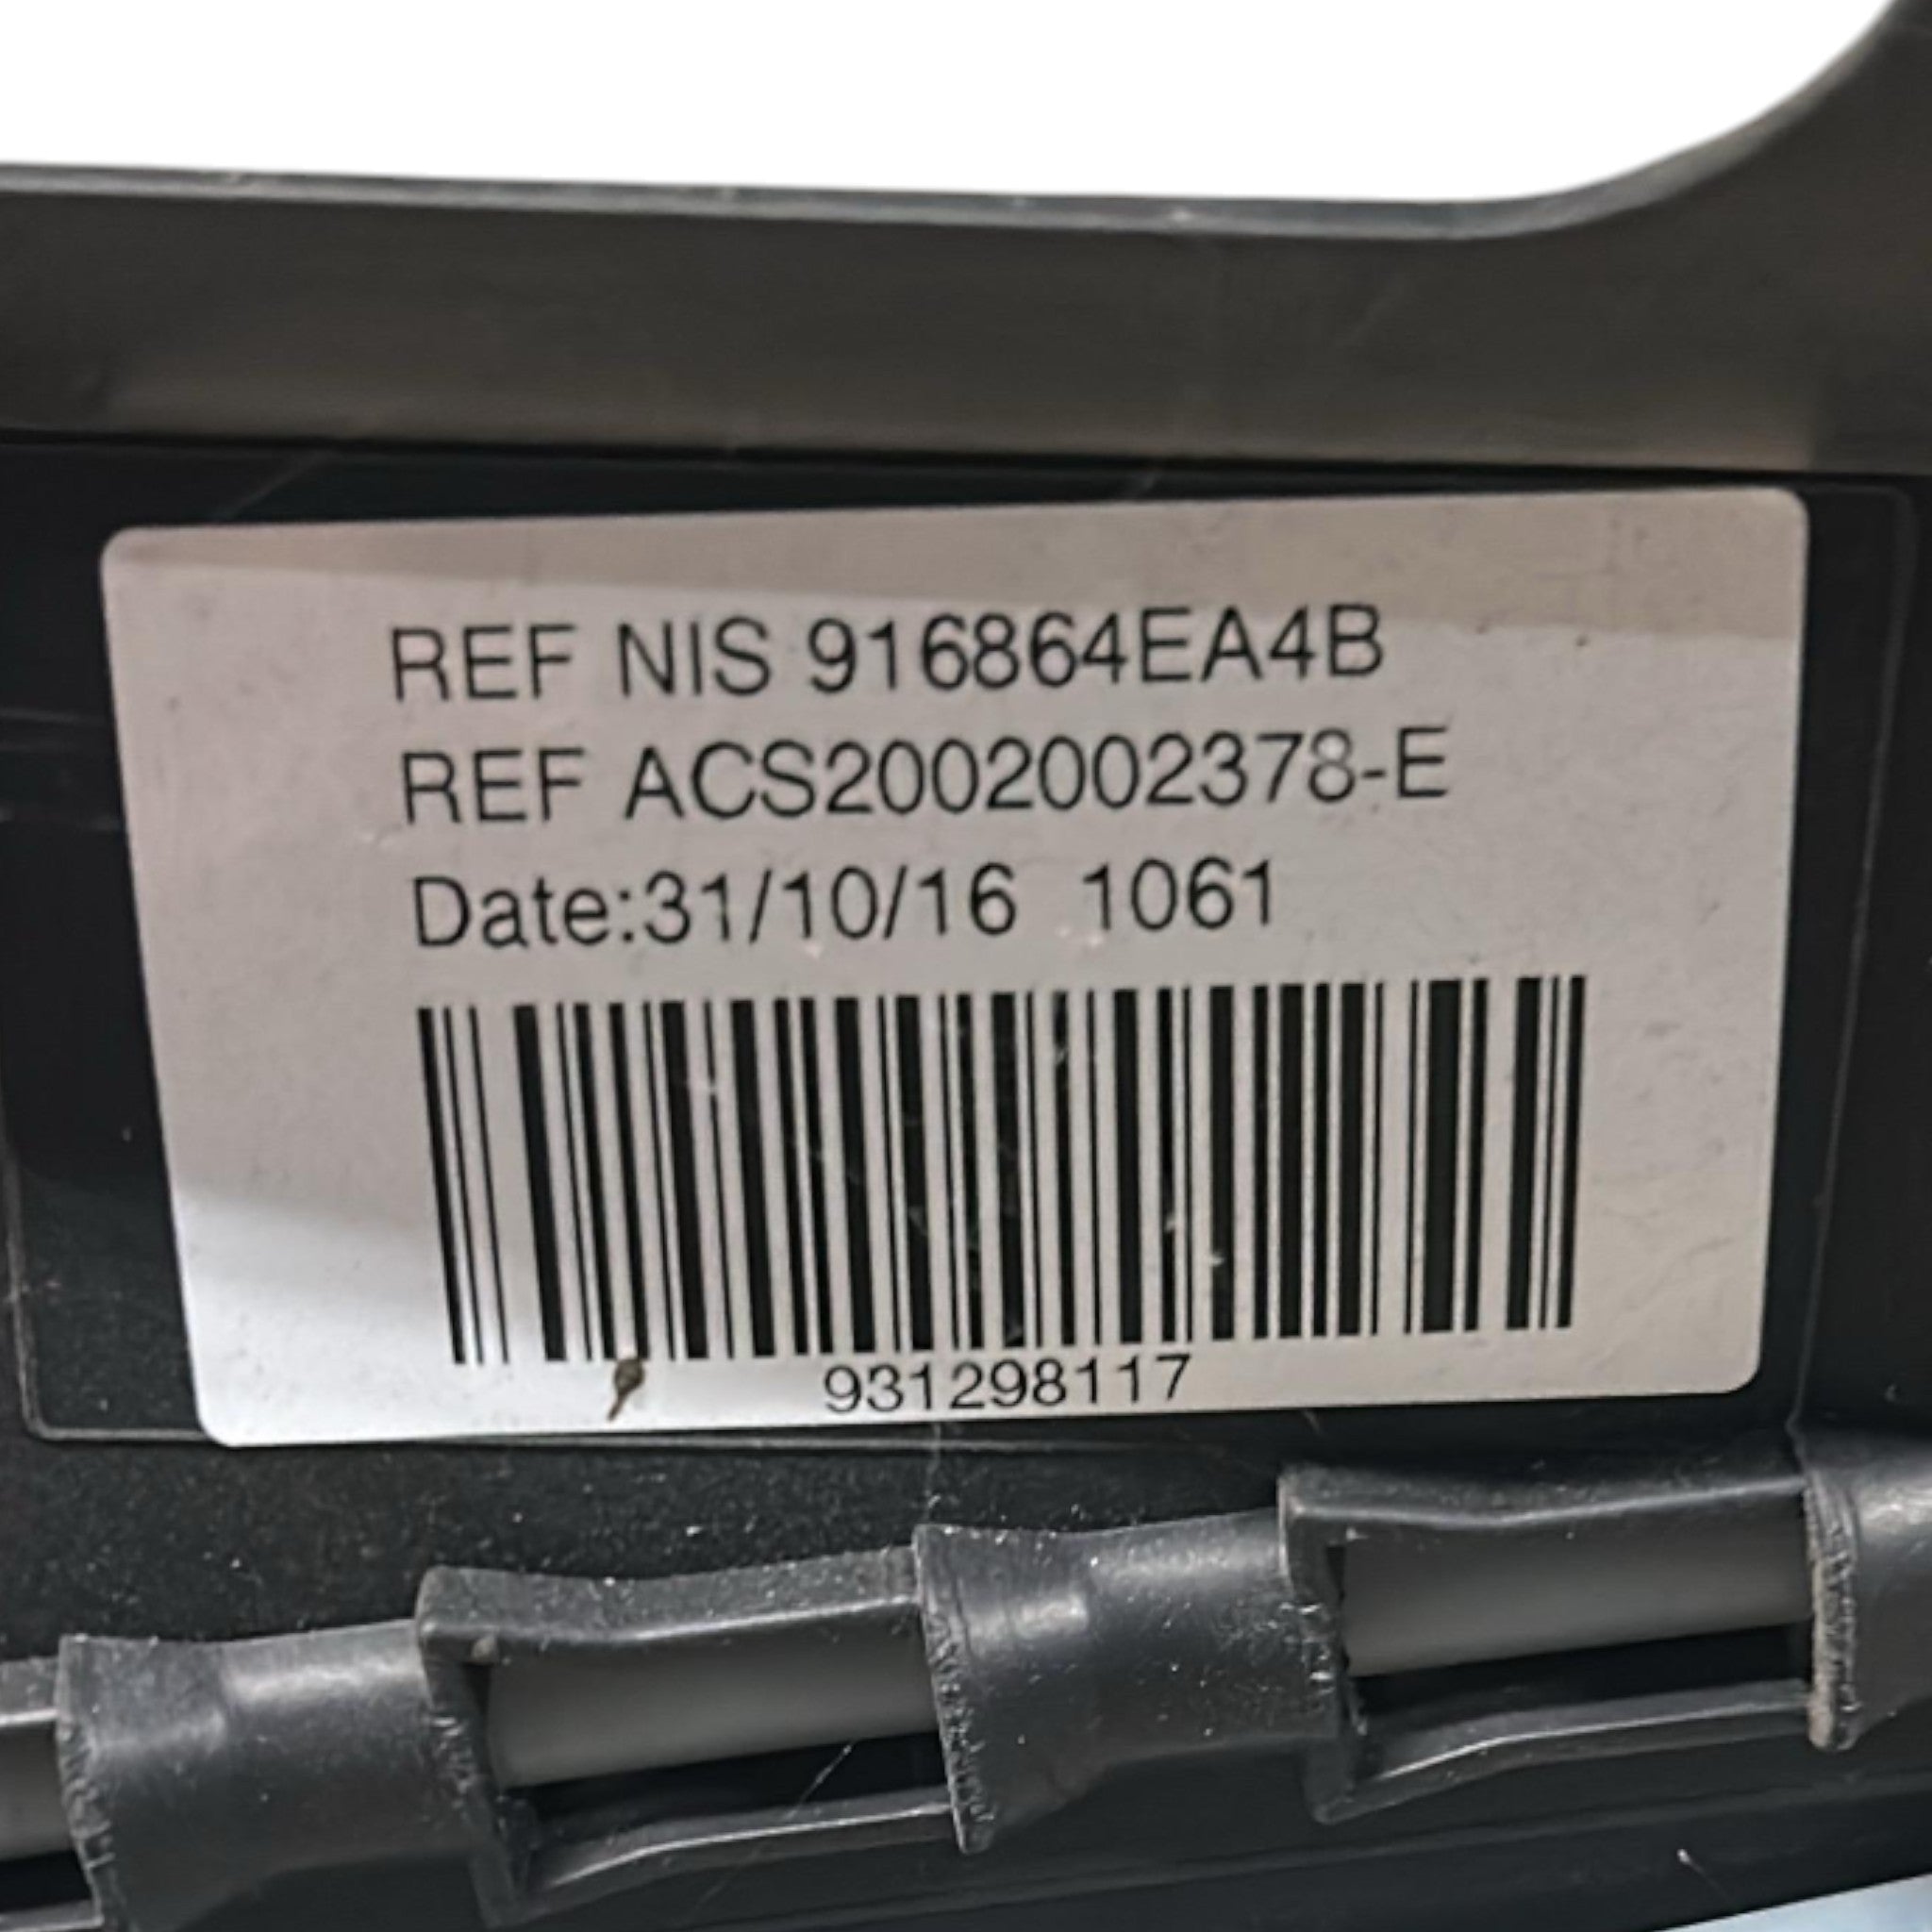 REF NIS 916864EA4B
REF ACS2002002378-E
Date:31/10/16 1061
931298117